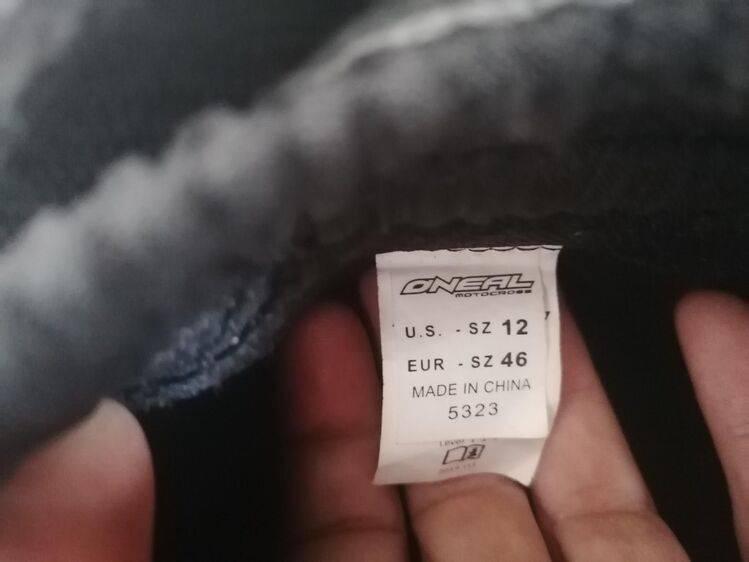 ONEAL
MOTOCROSS
U.S. - SZ 12
EUR - SZ 46
MADE IN CHINA
5323